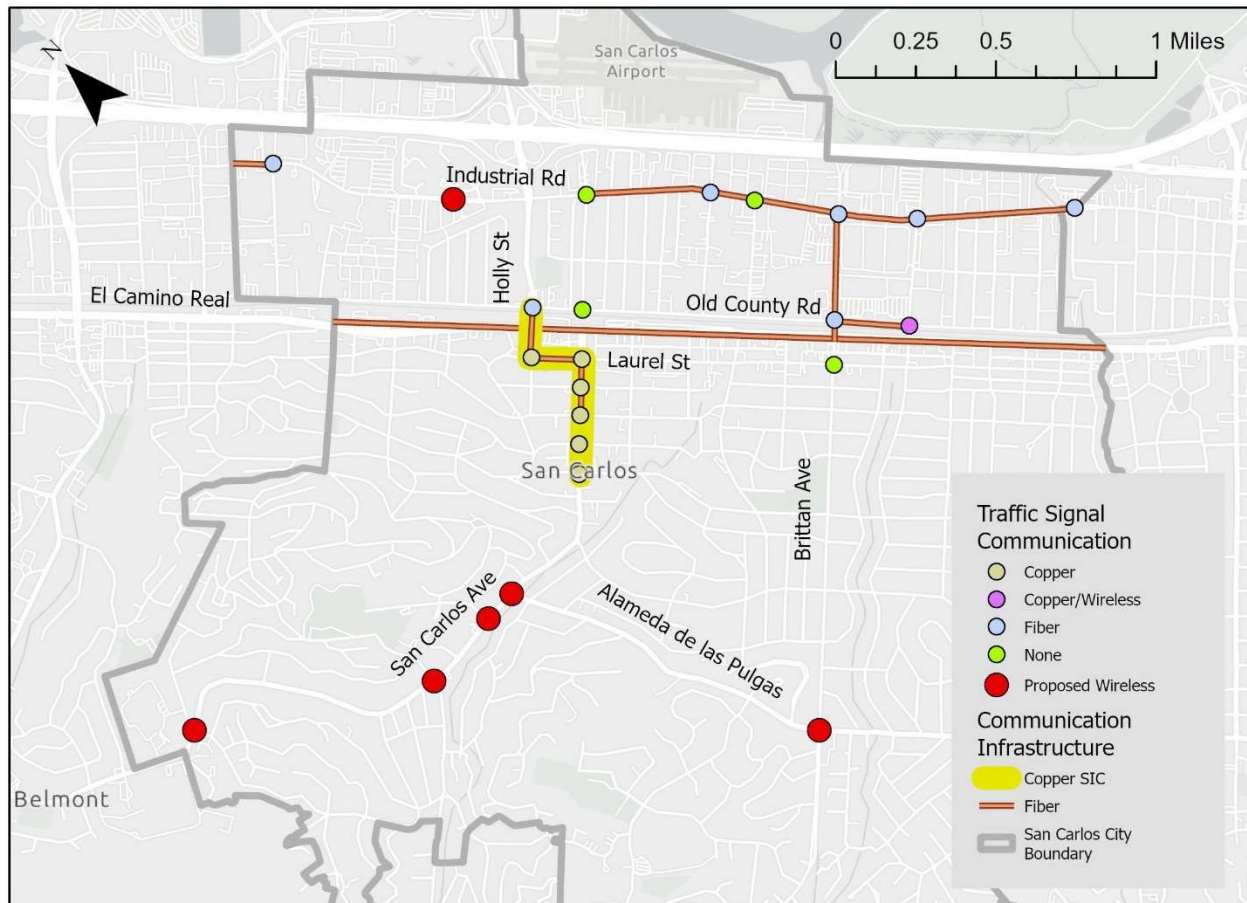 N
San Carlos
Airport
0 0.25 0.5 1 Miles
Industrial Rd
Holly St
El Camino Real
Old County Rd
Laurel St
San Carlos
Brittan Ave
San Carlos Ave
Alameda de las Pulgas
Belmont
Traffic Signal
Communication
Copper
Copper/Wireless
Fiber
None
Proposed Wireless
Communication
Infrastructure
Copper SIC
Fiber
San Carlos City
Boundary